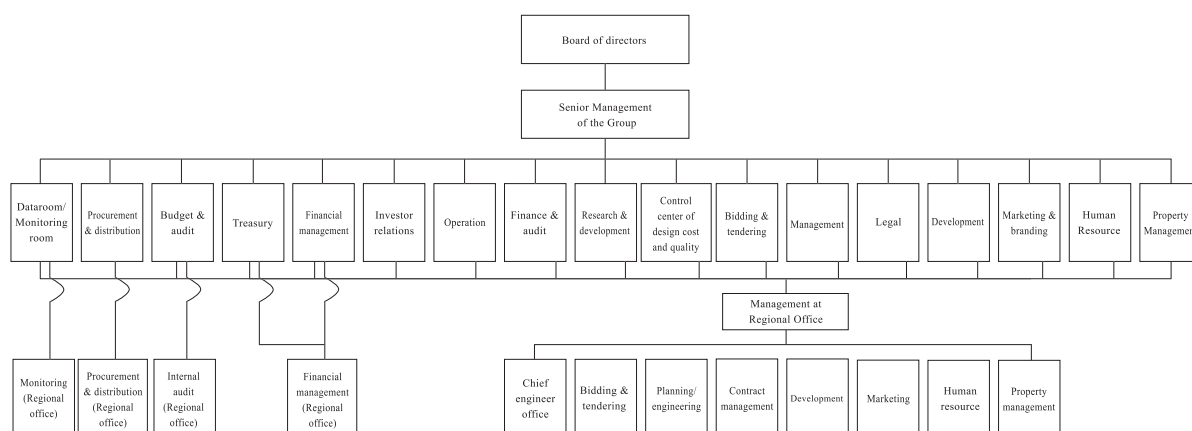 Board of directors
Senior Management
of the Group
Dataroom/
Monitoring
room
Procurement
& distribution
Budget &
audit
Treasury
Financial
management
Investor
relations
Operation
Finance &
audit
Research &
development
Control
center of
design cost
and quality
Bidding &
tendering
Management
Legal
Development
Marketing &
branding
Human
Resource
Property
Management
Management at
Regional Office
Monitoring
(Regional
office)
Procurement
& distribution
(Regional
office)
Internal
audit
(Regional
office)
Financial
management
(Regional
office)
Chief
engineer
office
Bidding &
tendering
Planning/
engineering
Contract
management
Development
Marketing
Human
resource
Property
management